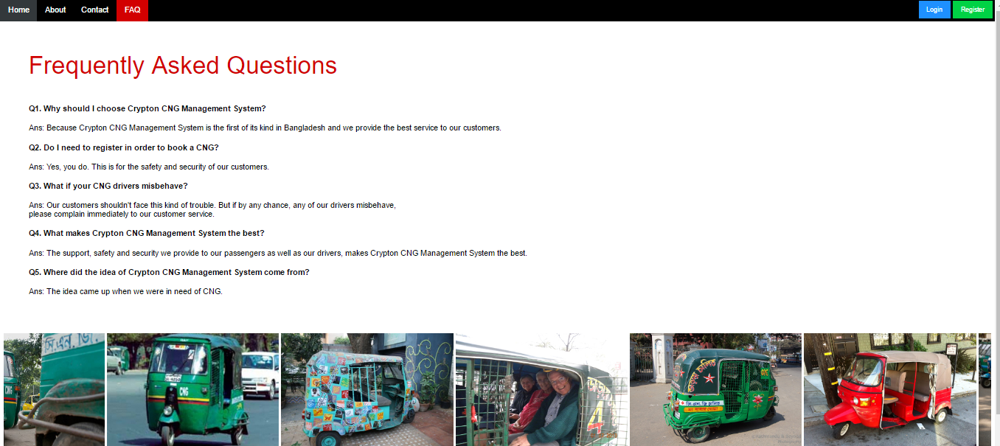 Home About Contact FAQ Login Register
Frequently Asked Questions
Q1. Why should I choose Crypton CNG Management System?
Ans: Because Crypton CNG Management System is the first of its kind in Bangladesh and we provide the best service to our customers.
Q2. Do I need to register in order to book a CNG?
Ans: Yes, you do. This is for the safety and security of our customers.
Q3. What if your CNG drivers misbehave?
Ans: Our customers shouldn't face this kind of trouble. But if by any chance, any of our drivers misbehave,
please complain immediately to our customer service.
Q4. What makes Crypton CNG Management System the best?
Ans: The support, safety and security we provide to our passengers as well as our drivers, makes Crypton CNG Management System the best.
Q5. Where did the idea of Crypton CNG Management System come from?
Ans: The idea came up when we were in need of CNG.
সি.এন.জি.
CNG
CNG
4